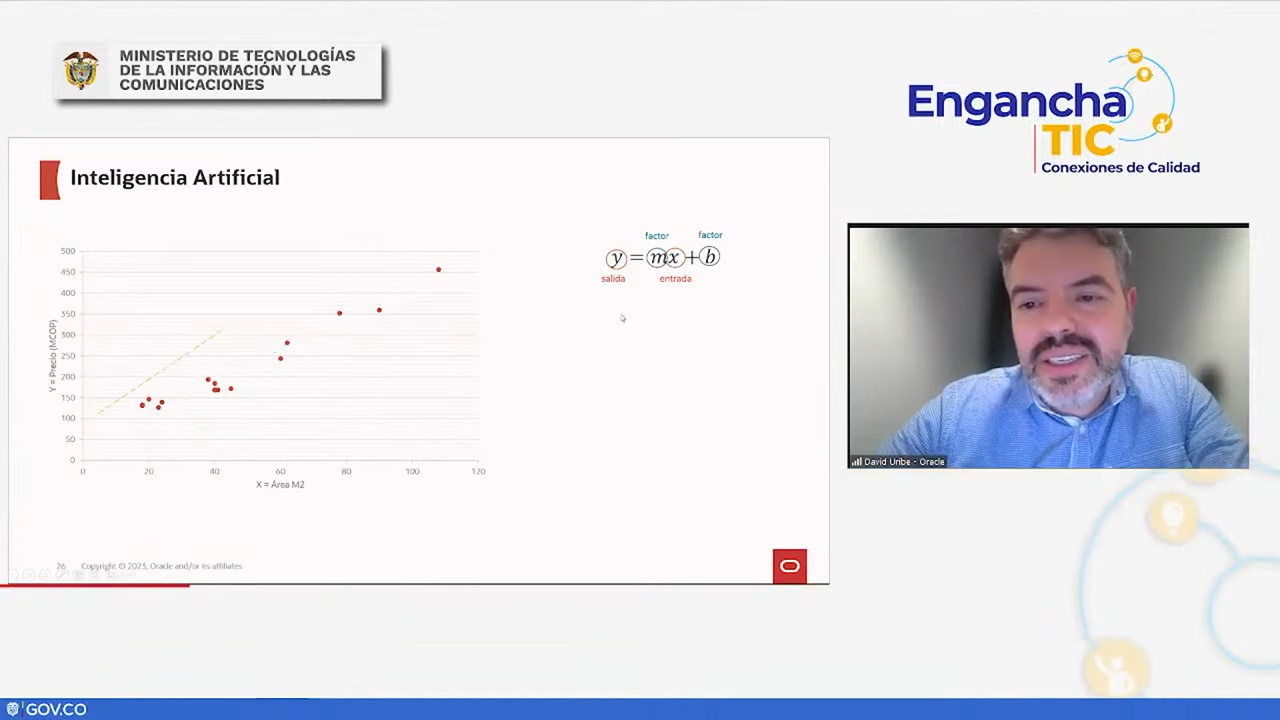 MINISTERIO DE TECNOLOGÍAS
DE LA INFORMACIÓN Y LAS
COMUNICACIONES
Engancha
TIC
Conexiones de Calidad
Inteligencia Artificial
factor factor
y=mx+b
salida entrada
500
450
400
350
300
250
200
150
100
50
0
Y = Precio (MCOP)
0 20 40 60 80 100 120
X = Área M2
David Uribe - Oracle
26 Copyright © 2023, Oracle and/or its affiliates
GOV.CO